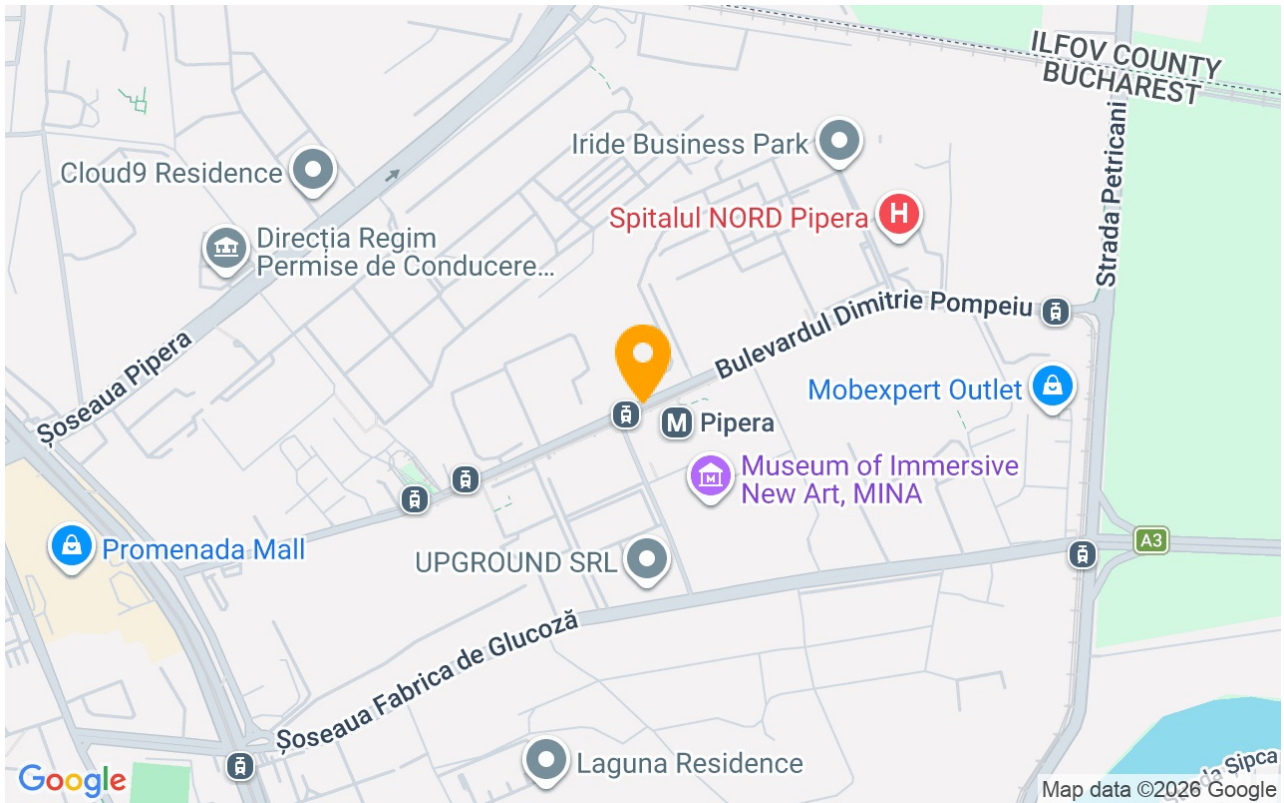 ILFOV COUNTY
BUCHAREST
Iride Business Park
Cloud9 Residence
Strada Petricani
Spitalul NORD Pipera
H
Direcția Regim
Permise de Conducere...
Bulevardul Dimitrie Pompeiu
Șoseaua Pipera
Mobexpert Outlet
M Pipera
Museum of Immersive
New Art, MINA
M
Promenada Mall
A3
UPGROUND SRL
Șoseaua Fabrica de Glucoză
Laguna Residence
Sipca
Google
Map data ©2026 Google